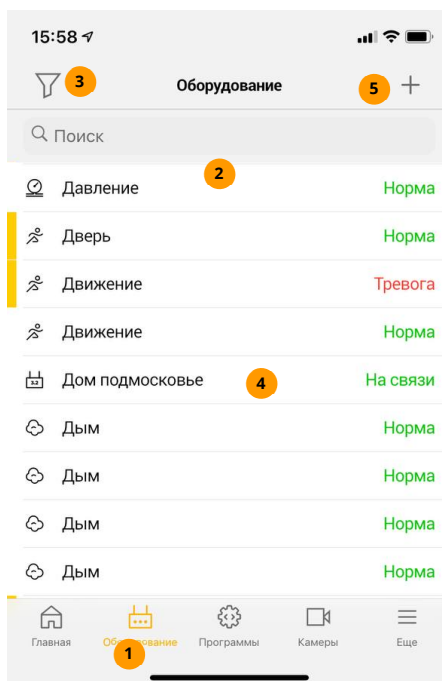 15:58
3
Оборудование
5
Поиск
2
Давление Норма
Дверь Норма
Движение Тревога
Движение Норма
Дом подмосковье 4 На связи
Дым Норма
Дым Норма
Дым Норма
Дым Норма
Главная Оборудование Программы Камеры Еще
1